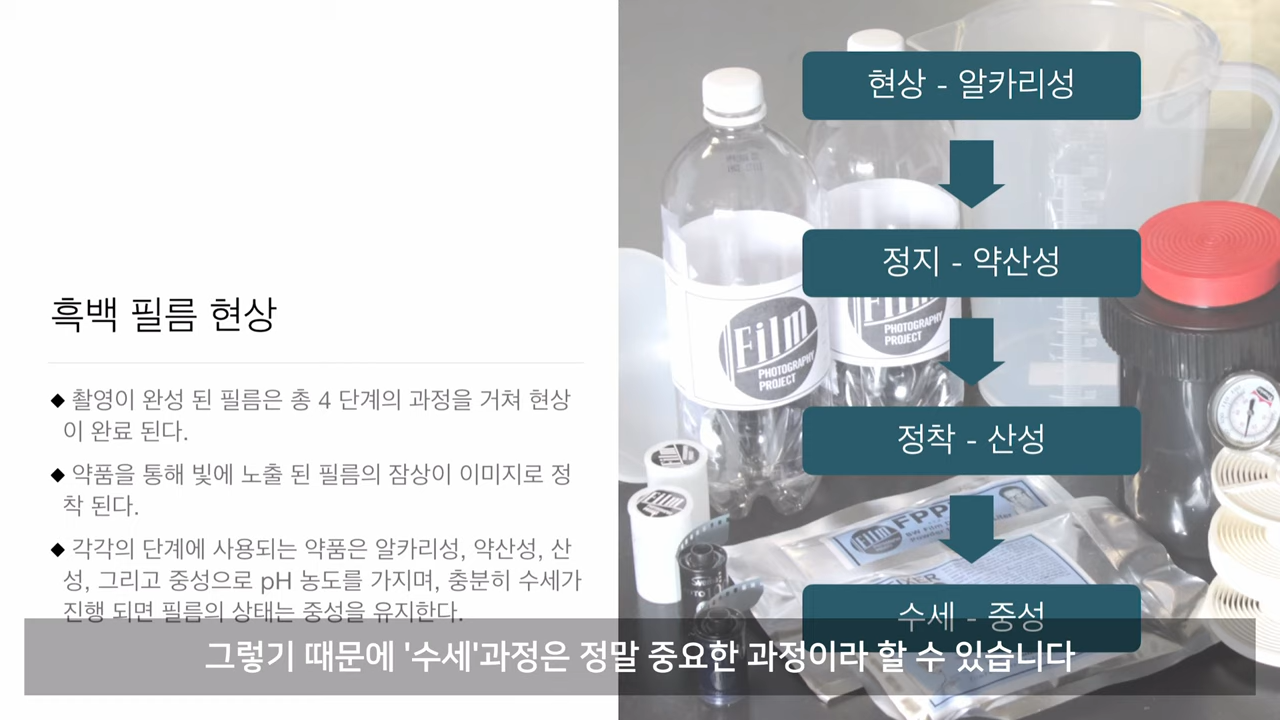 흑백 필름 현상
◆ 촬영이 완성 된 필름은 총 4 단계의 과정을 거쳐 현상
이 완료 된다.
◆ 약품을 통해 빛에 노출 된 필름의 잠상이 이미지로 정
착 된다.
◆ 각각의 단계에 사용되는 약품은 알카리성, 약산성, 산
성, 그리고 중성으로 pH 농도를 가지며, 충분히 수세가
진행 되면 필름의 상태는 중성을 유지한다.
현상 - 알카리성
정지 - 약산성
정착 - 산성
수세 - 중성
Film
PHOTOGRAPHY
PROJECT
Film
PHOTOGRAPHY
PROJECT
Film
Film
FILM
FPP
그렇기 때문에 '수세'과정은 정말 중요한 과정이라 할 수 있습니다